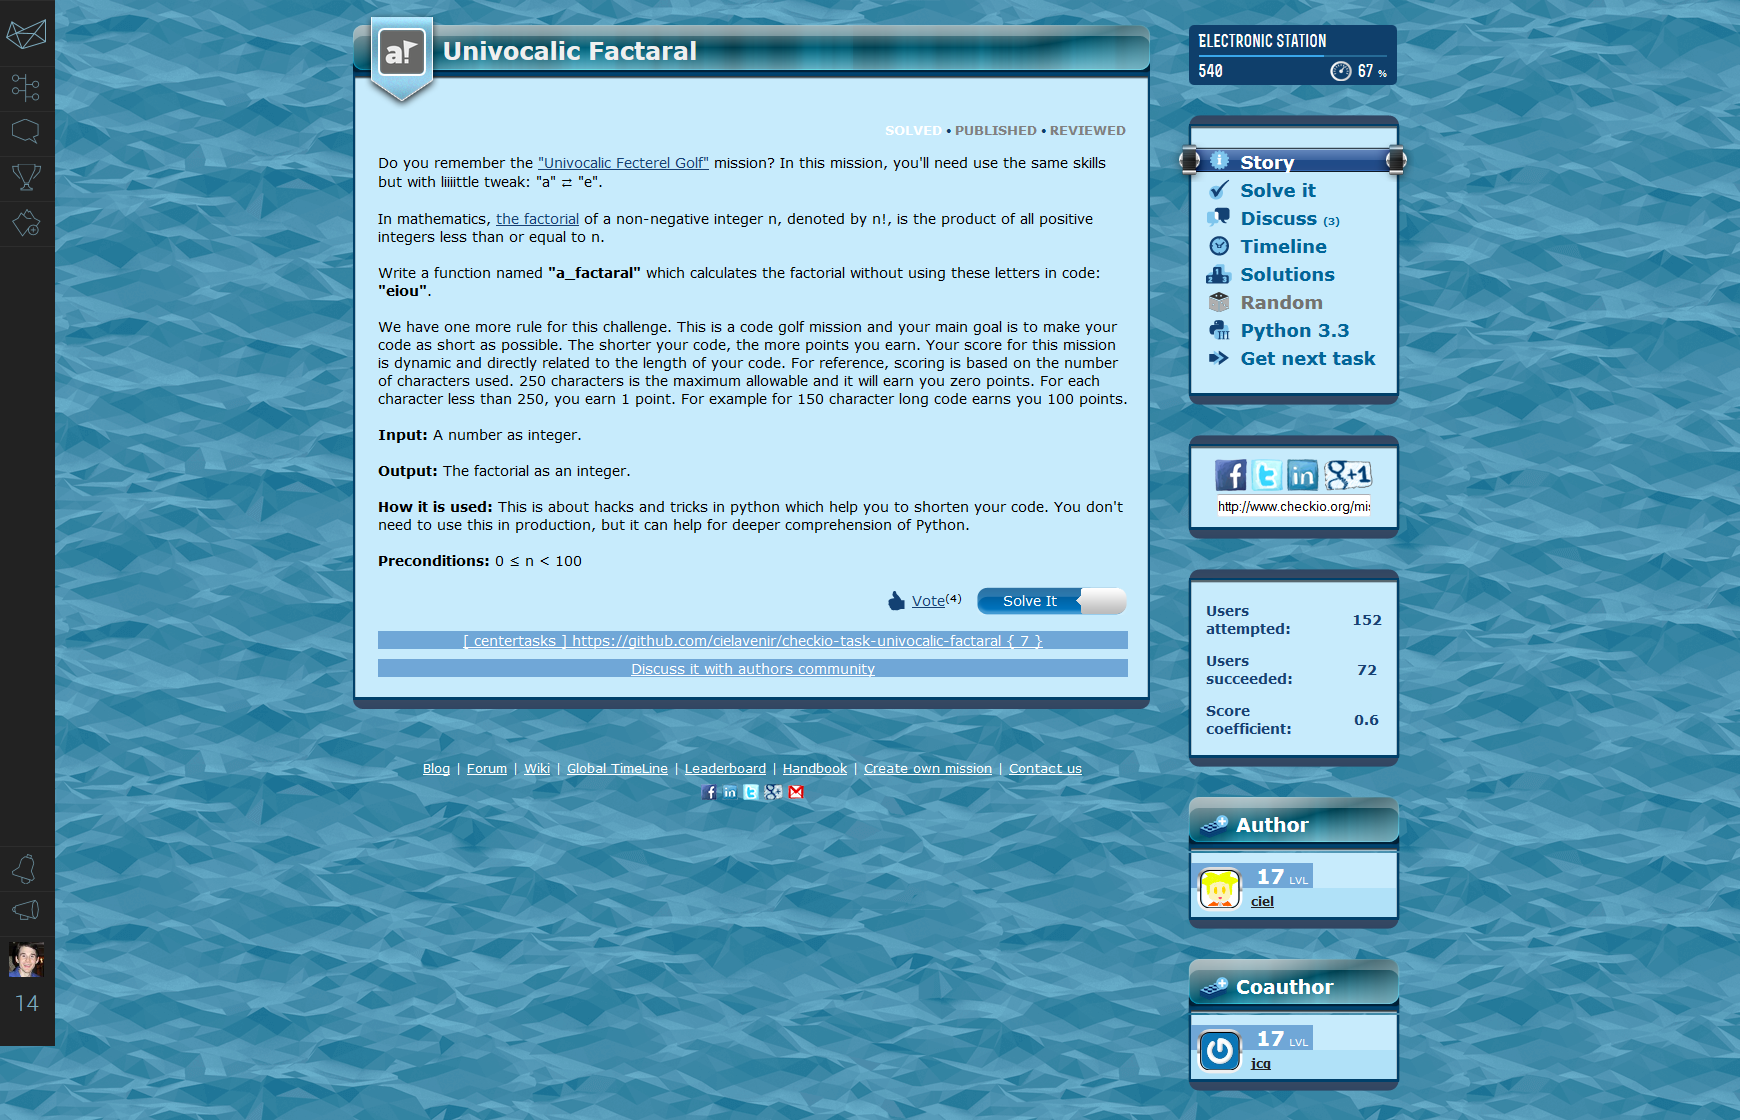 a!
Univocalic Factaral
SOLVED • PUBLISHED • REVIEWED
Do you remember the "Univocalic Fecterel Golf" mission? In this mission, you'll need use the same skills
but with liiiittle tweak: "a" ⇄ "e".
In mathematics, the factorial of a non-negative integer n, denoted by n!, is the product of all positive
integers less than or equal to n.
Write a function named "a_factaral" which calculates the factorial without using these letters in code:
"eiou".
We have one more rule for this challenge. This is a code golf mission and your main goal is to make your
code as short as possible. The shorter your code, the more points you earn. Your score for this mission
is dynamic and directly related to the length of your code. For reference, scoring is based on the number
of characters used. 250 characters is the maximum allowable and it will earn you zero points. For each
character less than 250, you earn 1 point. For example for 150 character long code earns you 100 points.
Input: A number as integer.
Output: The factorial as an integer.
How it is used: This is about hacks and tricks in python which help you to shorten your code. You don't
need to use this in production, but it can help for deeper comprehension of Python.
Preconditions: 0 ≤ n < 100
Vote(4) Solve It
[ centertasks ] https://github.com/cielavenir/checkio-task-univocalic-factaral { 7 }
Discuss it with authors community
Blog | Forum | Wiki | Global TimeLine | Leaderboard | Handbook | Create own mission | Contact us
14
ELECTRONIC STATION
540 67 %
Story
Solve it
Discuss (3)
Timeline
Solutions
Random
Python 3.3
Get next task
f t in g+1
http://www.checkio.org/mis
Users
attempted: 152
Users
succeeded: 72
Score
coefficient: 0.6
Author
17 LVL
ciel
Coauthor
17 LVL
jcg